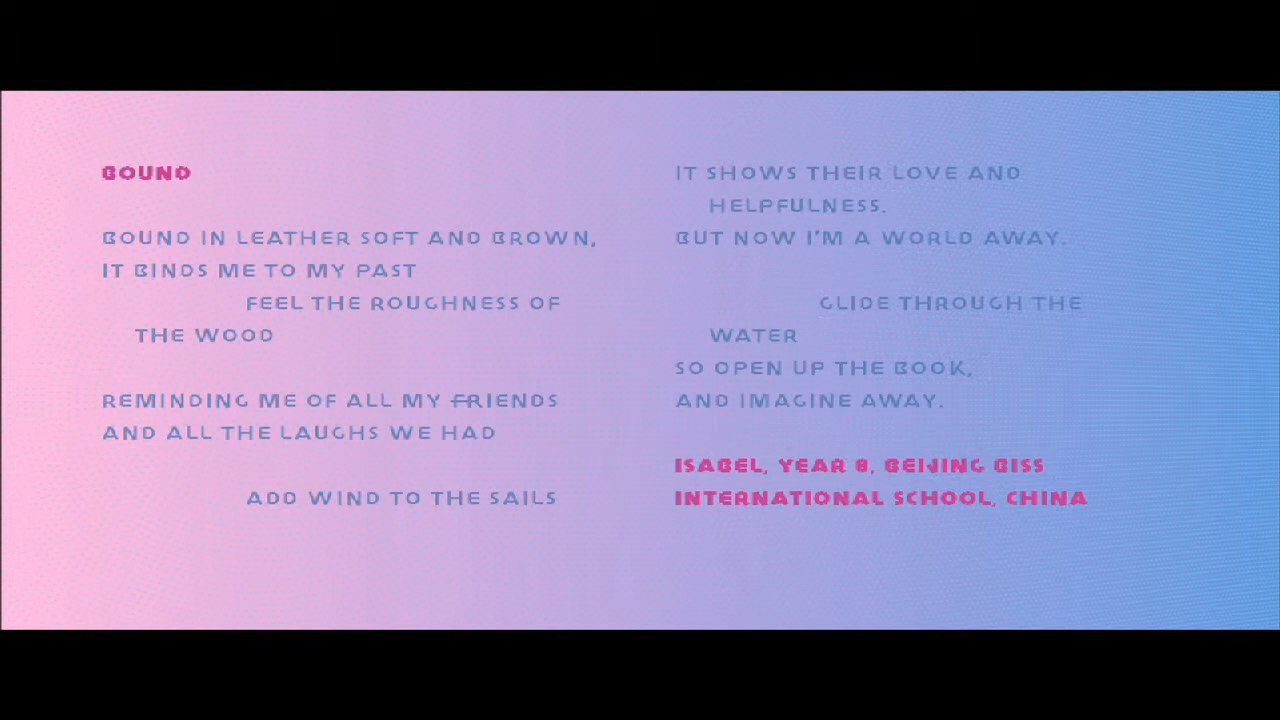 BOUND
BOUND IN LEATHER SOFT AND BROWN,
IT BINDS ME TO MY PAST
FEEL THE ROUGHNESS OF
THE WOOD
REMINDING ME OF ALL MY FRIENDS
AND ALL THE LAUGHS WE HAD
ADD WIND TO THE SAILS
IT SHOWS THEIR LOVE AND
HELPFULNESS.
BUT NOW I'M A WORLD AWAY.
GLIDE THROUGH THE
WATER
SO OPEN UP THE BOOK,
AND IMAGINE AWAY.
ISABEL, YEAR 8, BEIJING BISS
INTERNATIONAL SCHOOL, CHINA